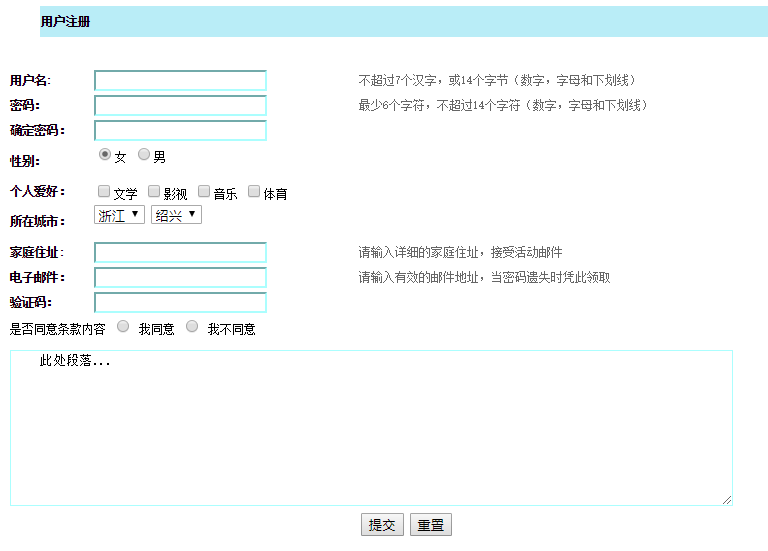 用户注册
用户名: 不超过7个汉字，或14个字节（数字，字母和下划线）
密码： 最少6个字符，不超过14个字符（数字，字母和下划线）
确定密码：
性别： 女 男
个人爱好： 文学 影视 音乐 体育
所在城市： 浙江 绍兴
家庭住址: 请输入详细的家庭住址，接受活动邮件
电子邮件： 请输入有效的邮件地址，当密码遗失时凭此领取
验证码：
是否同意条款内容 我同意 我不同意
此处段落...
提交 重置